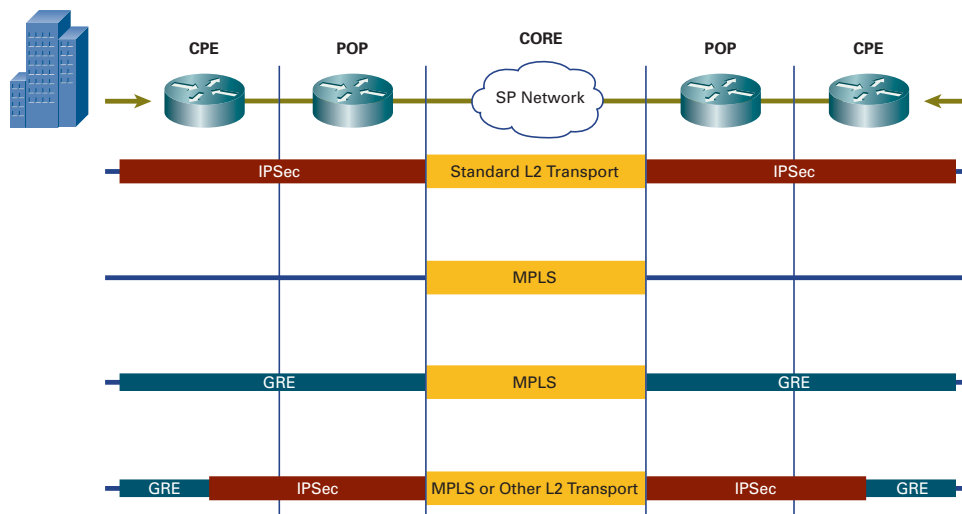 CPE POP CORE POP CPE
SP Network
IPSec Standard L2 Transport IPSec
MPLS
GRE MPLS GRE
GRE IPSec MPLS or Other L2 Transport IPSec GRE